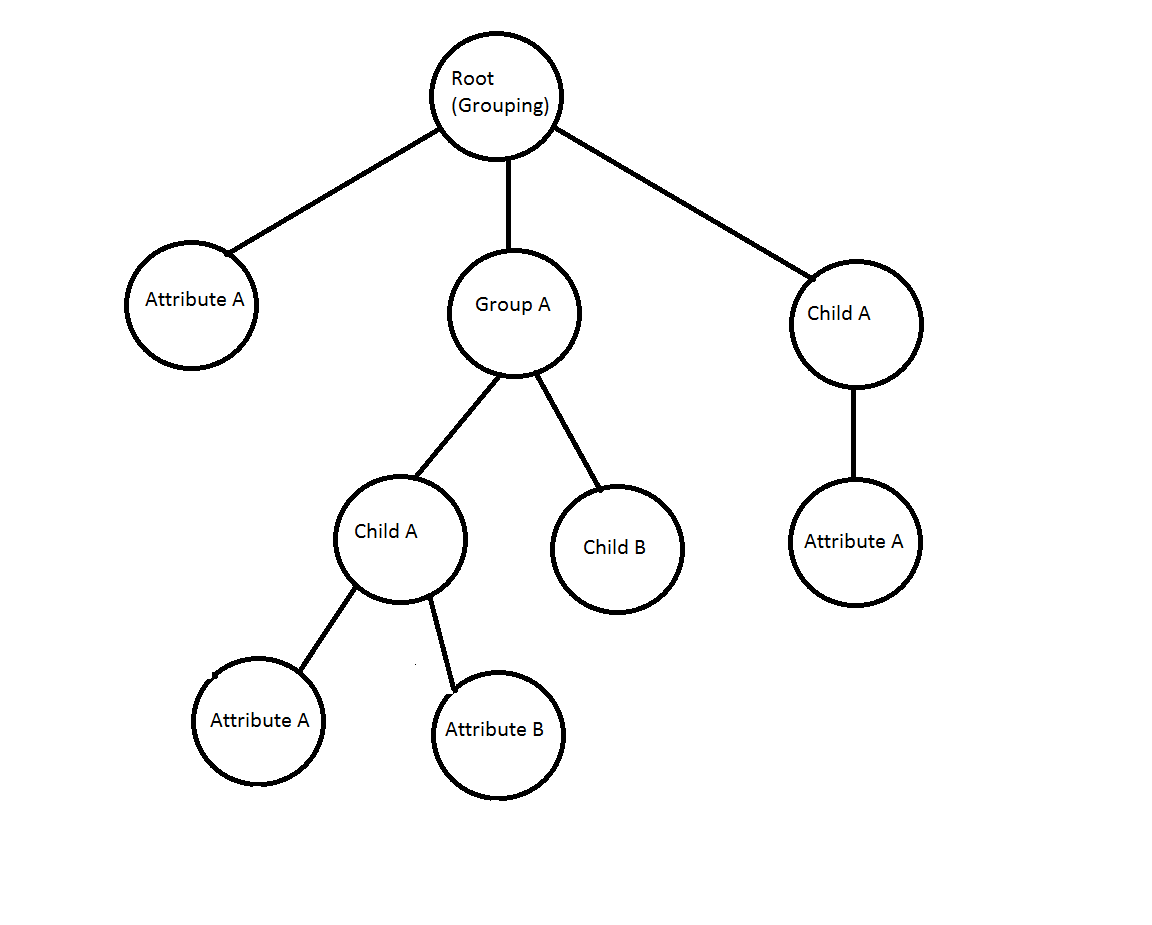 Root
(Grouping)
Attribute A
Group A
Child A
Child A
Child B
Attribute A
Attribute A
Attribute B